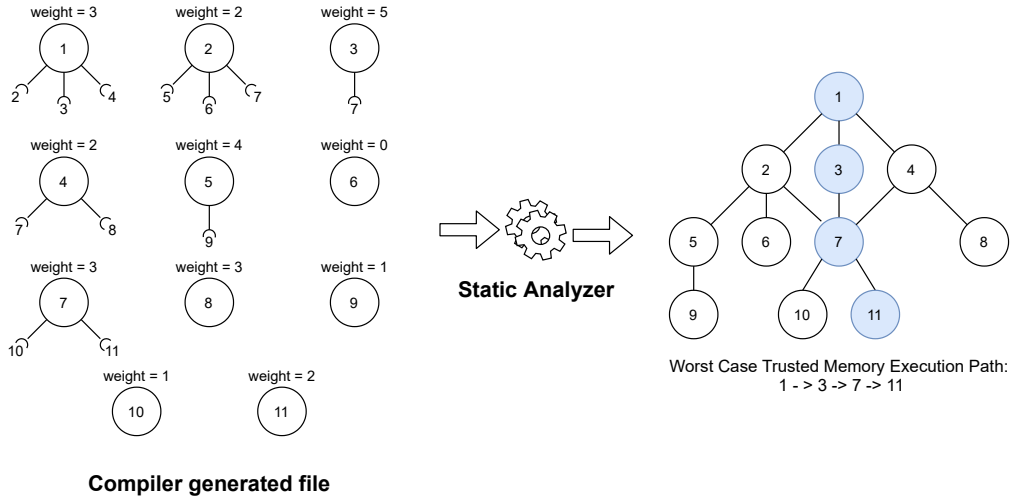 weight = 3 weight = 2 weight = 5
1 2 3
2 3 4 5 6 7 7
weight = 2 weight = 4 weight = 0
4 5 6
7 8 9
weight = 3 weight = 3 weight = 1
7 8 9
10 11
weight = 1 weight = 2
10 11
Compiler generated file
Static Analyzer
1
2 3 4
5 6 7 8
9 10 11
Worst Case Trusted Memory Execution Path:
1 - > 3 -> 7 -> 11